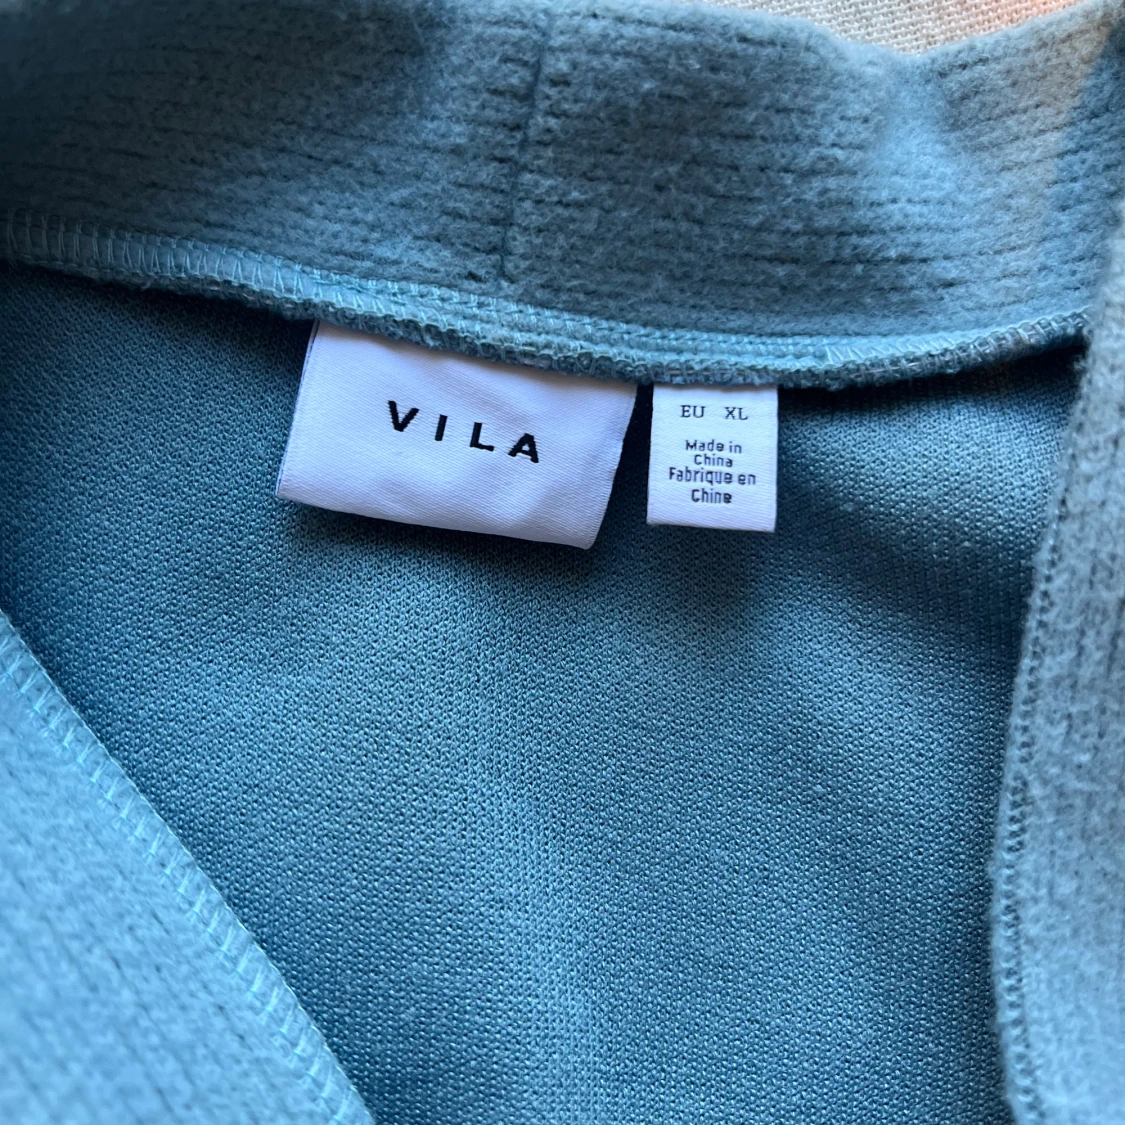 VILA
EU XL
Made in
China
Fabrique en
Chine